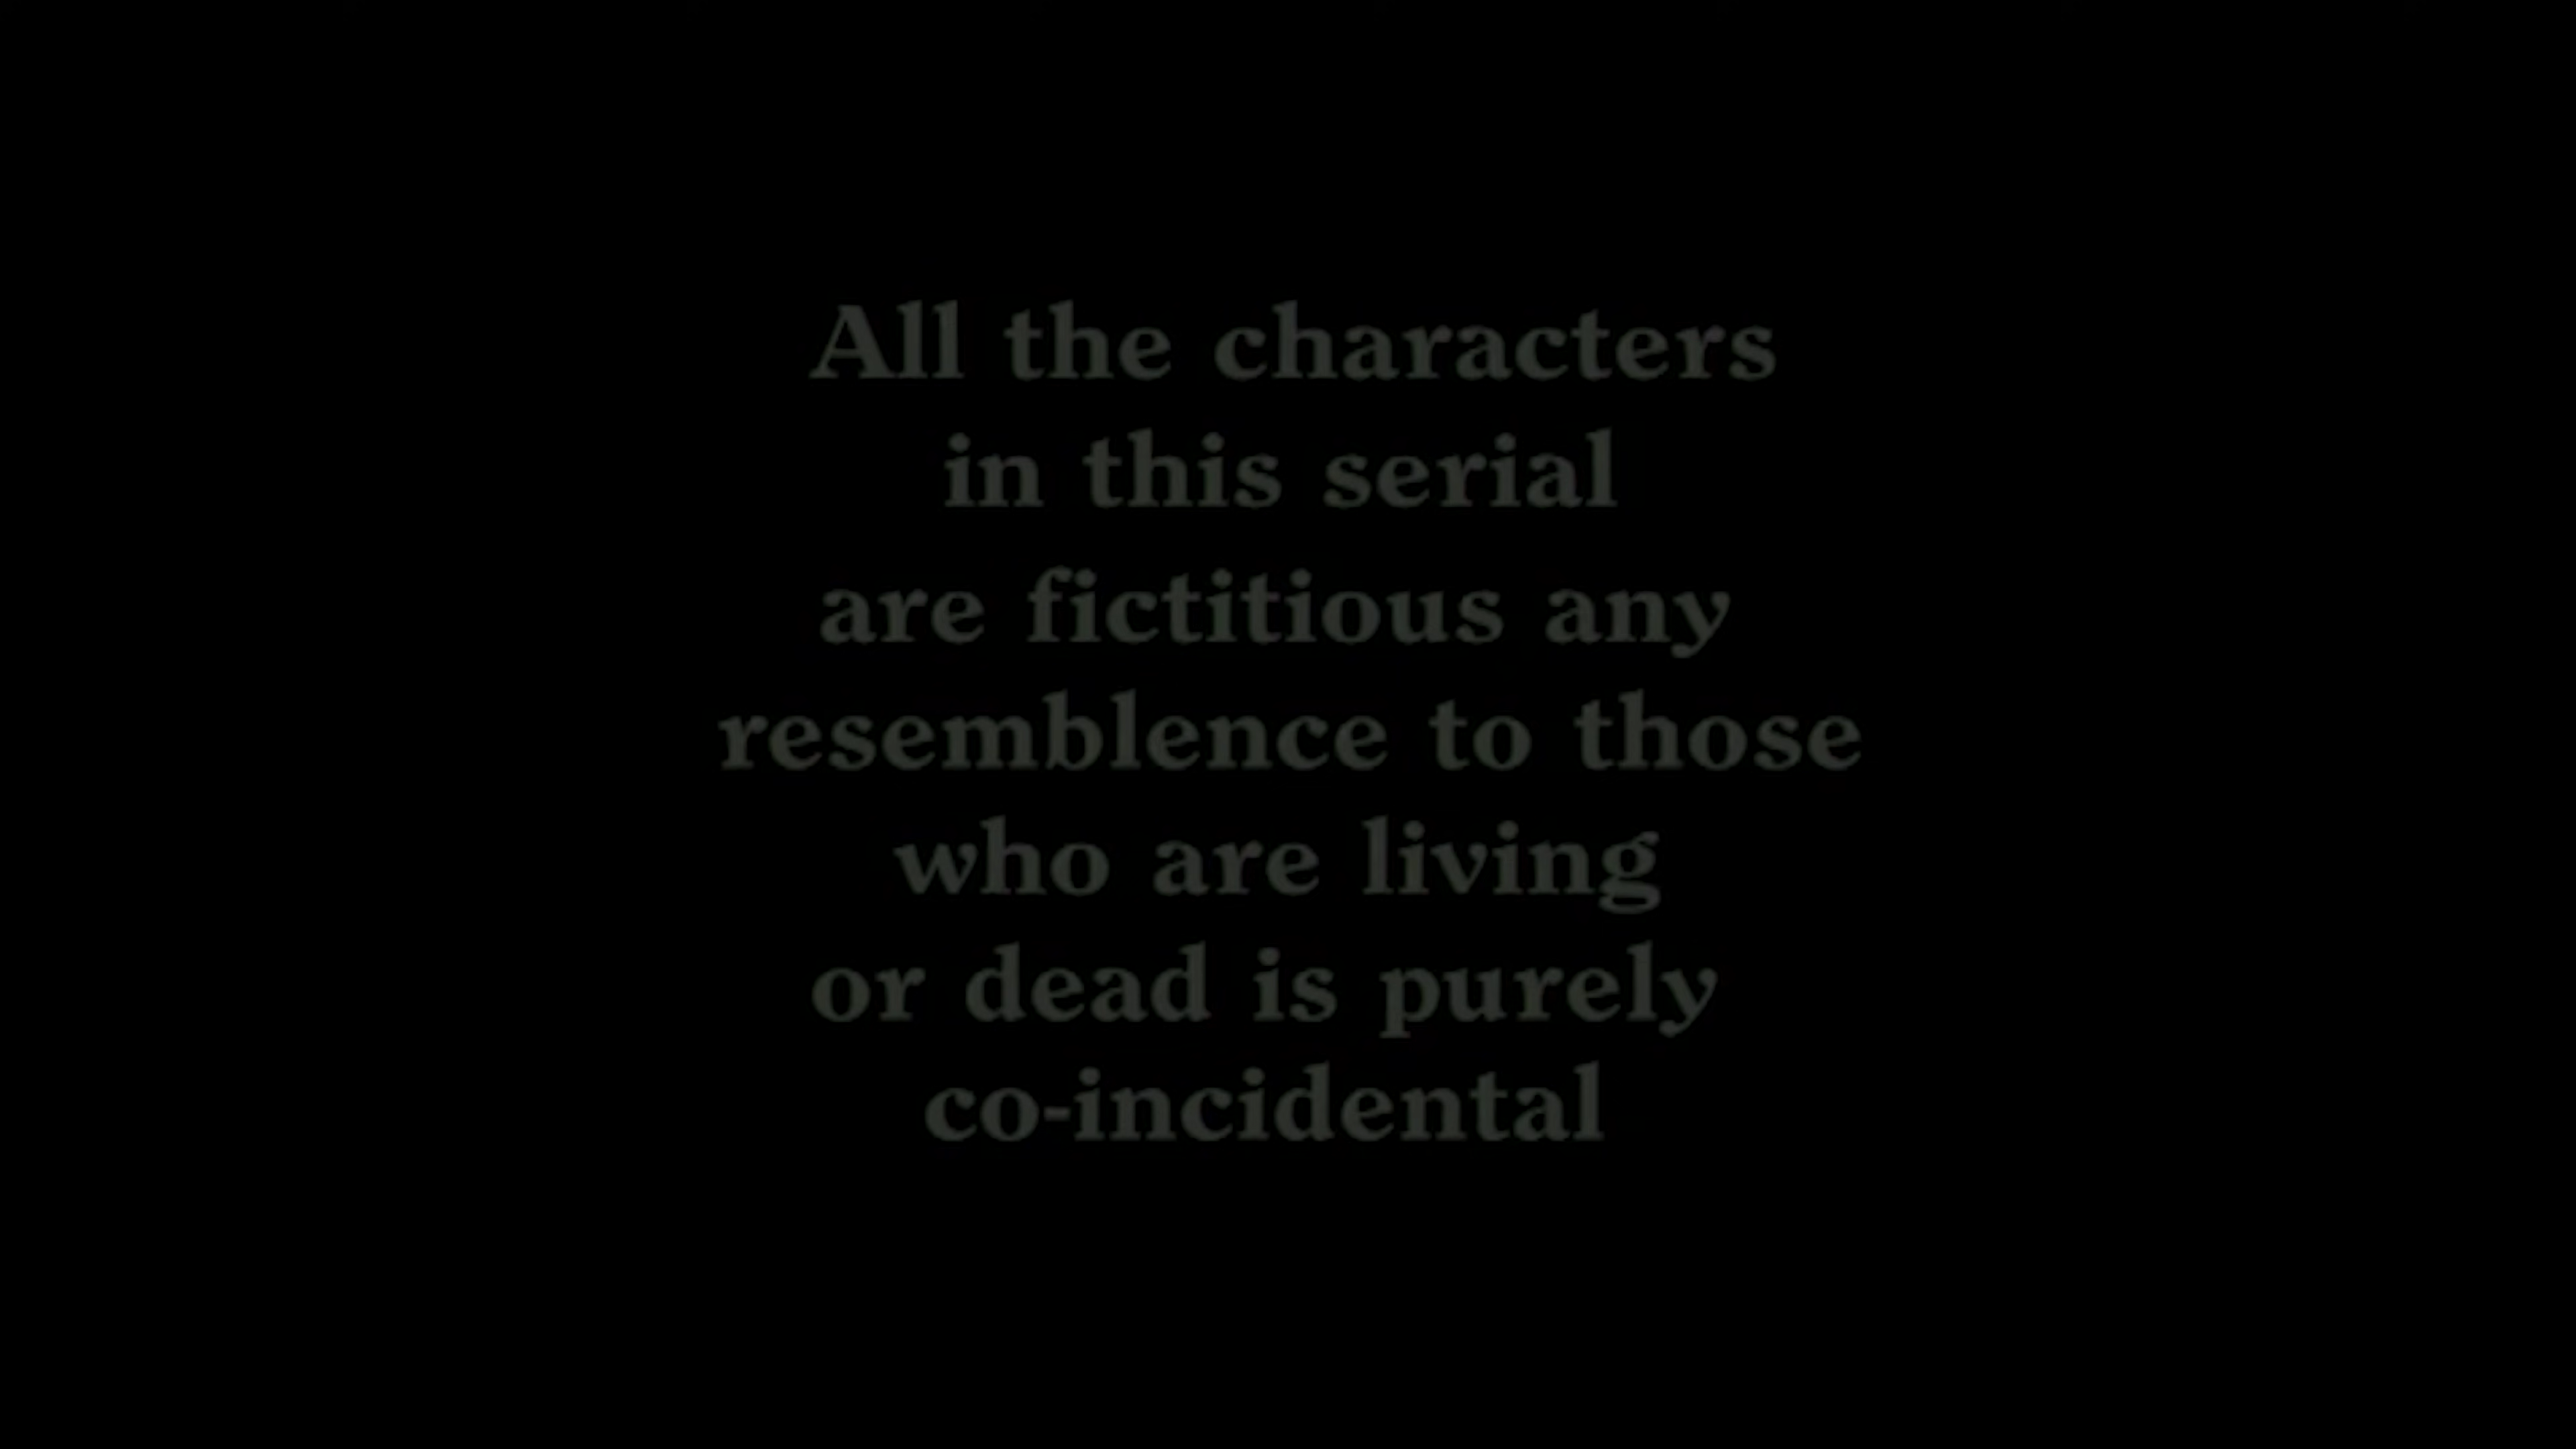 All the characters
in this serial
are fictitious any
resemblence to those
who are living
or dead is purely
co-incidental